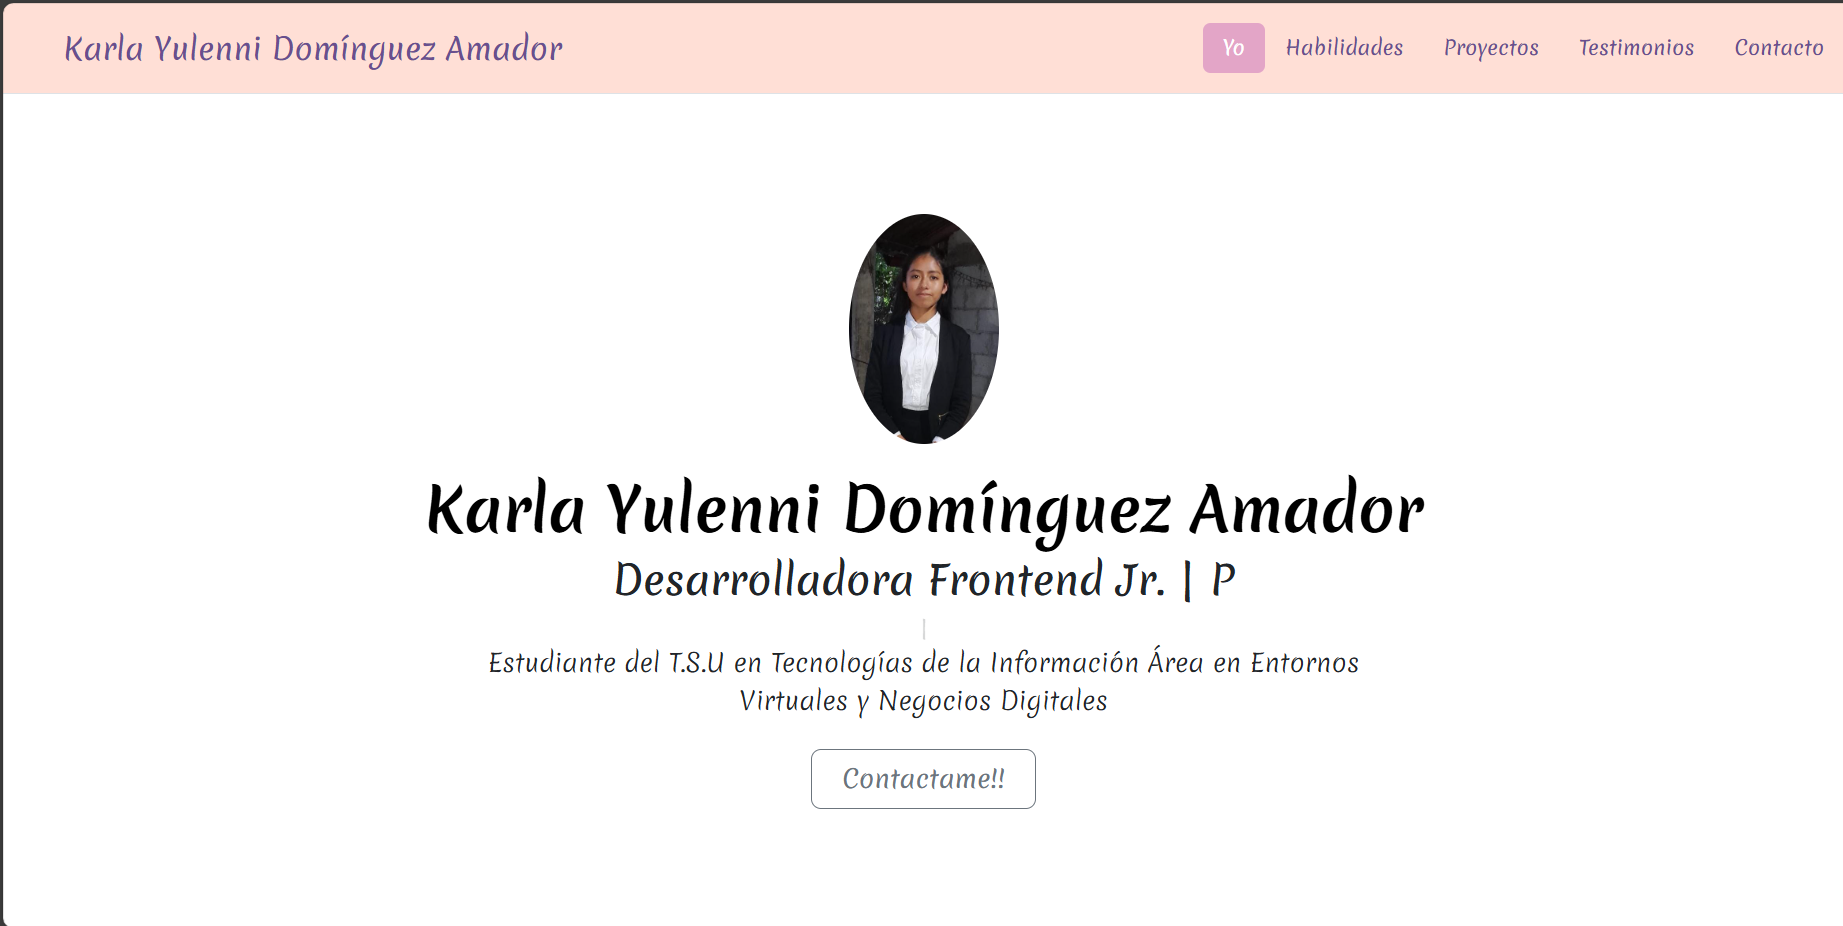 Karla Yulenni Domínguez Amador
Yo Habilidades Proyectos Testimonios Contacto
Karla Yulenni Domínguez Amador
Desarrolladora Frontend Jr. | P
|
Estudiante del T.S.U en Tecnologías de la Información Área en Entornos
Virtuales y Negocios Digitales
Contactame!!